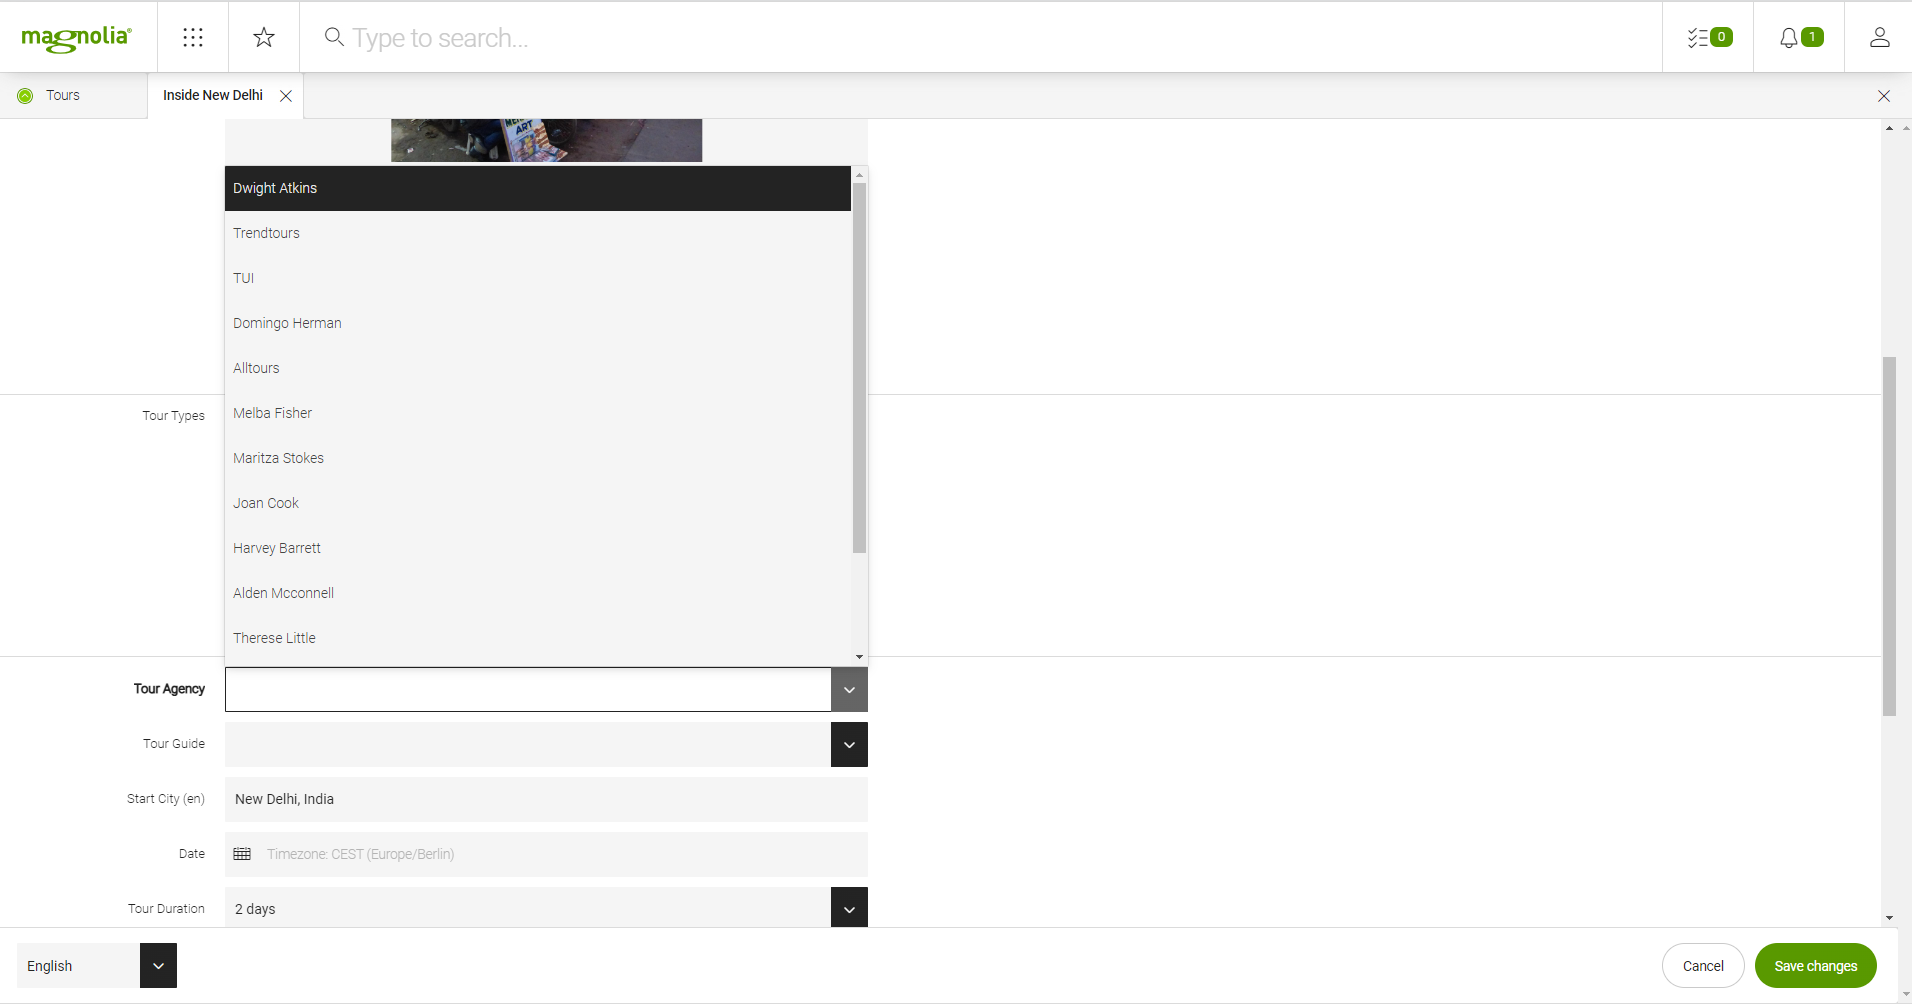 magnolia®
Type to search...
0
1
Tours
Inside New Delhi
ART
Dwight Atkins
Trendtours
TUI
Domingo Herman
Alltours
Melba Fisher
Maritza Stokes
Joan Cook
Harvey Barrett
Alden Mcconnell
Therese Little
Tour Types
Tour Agency
Tour Guide
Start City (en)
New Delhi, India
Date
Timezone: CEST (Europe/Berlin)
Tour Duration
2 days
English
Cancel
Save changes